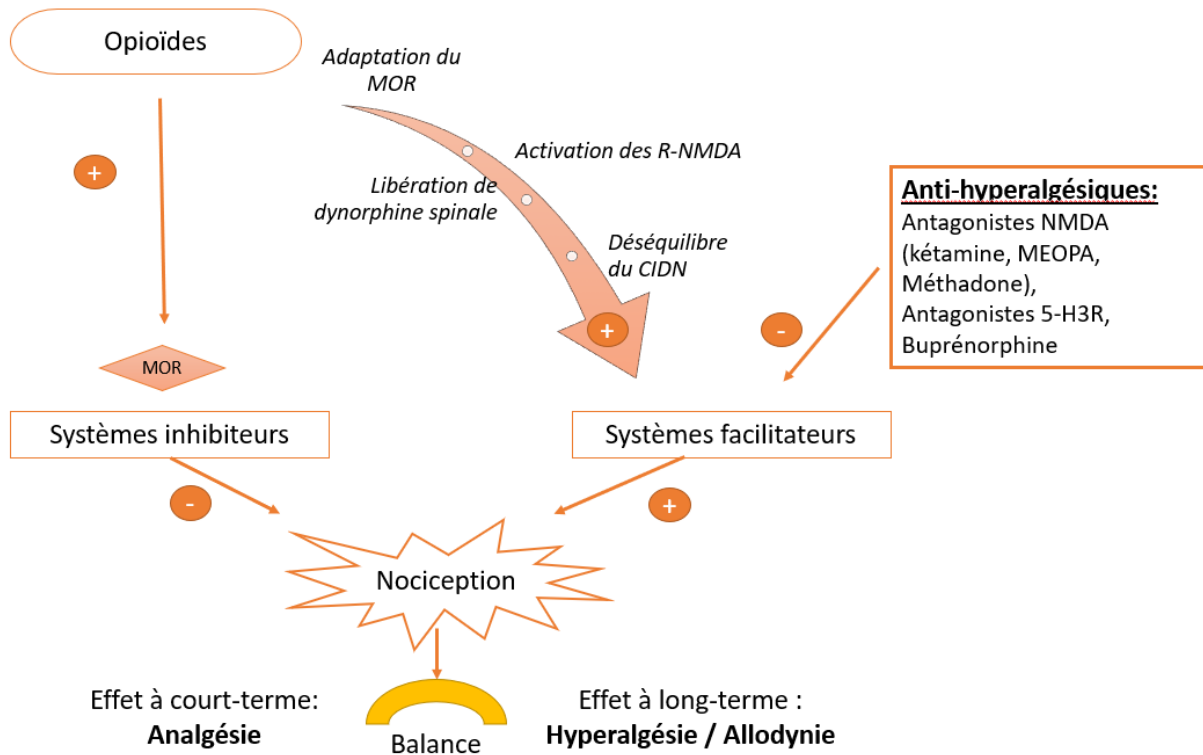 Opioïdes
Adaptation du
MOR
+
Activation des R-NMDA
Libération de
dynorphine spinale
Déséquilibre
du CIDN
+
Anti-hyperalgésiques:
Antagonistes NMDA
(kétamine, MEOPA,
Méthadone),
Antagonistes 5-H3R,
Buprénorphine
-
MOR
Systèmes inhibiteurs
Systèmes facilitateurs
-
+
Nociception
Effet à court-terme:
Analgésie
Balance
Effet à long-terme :
Hyperalgésie / Allodynie